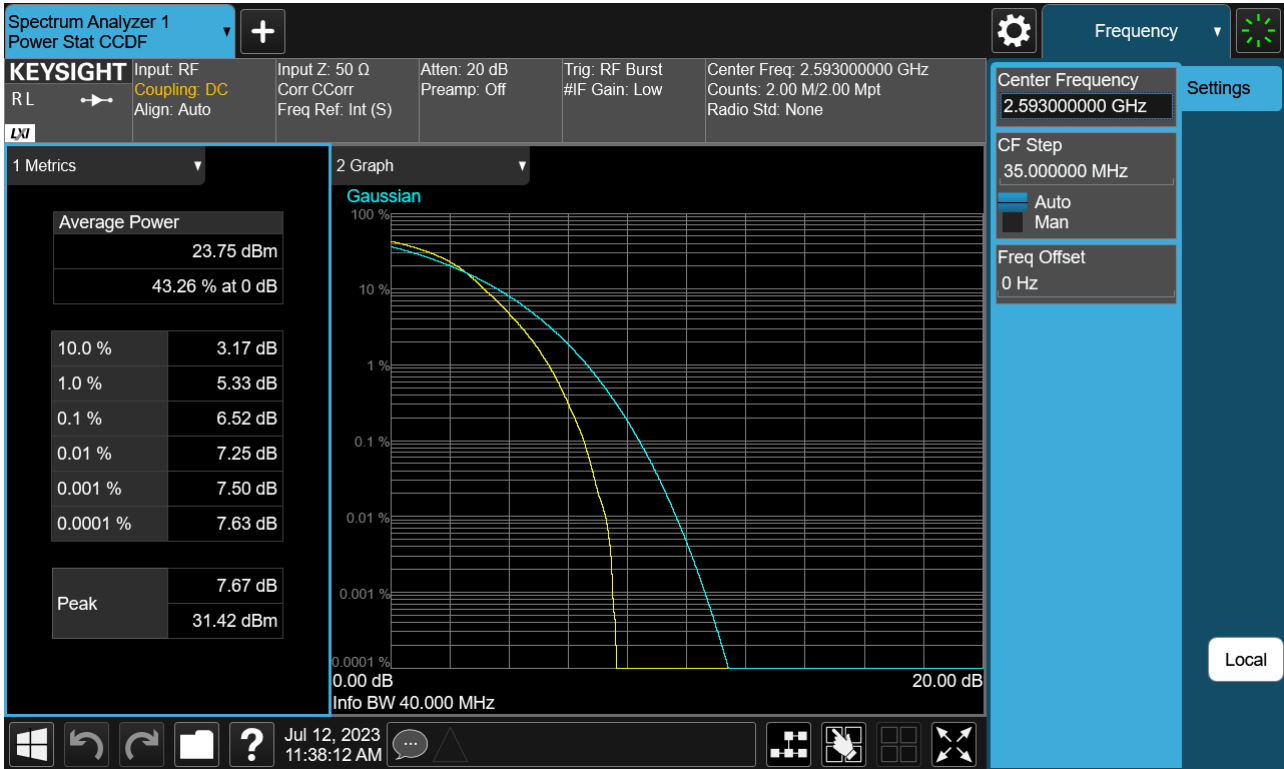 Spectrum Analyzer 1
Power Stat CCDF
+
Frequency
KEYSIGHT
R L
LXI
Input: RF
Coupling: DC
Align: Auto
Input Z: 50 Ω
Corr CCorr
Freq Ref: Int (S)
Atten: 20 dB
Preamp: Off
Trig: RF Burst
#IF Gain: Low
Center Freq: 2.593000000 GHz
Counts: 2.00 M/2.00 Mpt
Radio Std: None
Center Frequency
2.593000000 GHz
Settings
CF Step
35.000000 MHz
Auto
Man
Freq Offset
0 Hz
1 Metrics
Average Power
23.75 dBm
43.26 % at 0 dB
10.0 % 3.17 dB
1.0 % 5.33 dB
0.1 % 6.52 dB
0.01 % 7.25 dB
0.001 % 7.50 dB
0.0001 % 7.63 dB
Peak
7.67 dB
31.42 dBm
2 Graph
Gaussian
100 %
10 %
1 %
0.1 %
0.01 %
0.001 %
0.0001 %
0.00 dB 20.00 dB
Info BW 40.000 MHz
Local
?
Jul 12, 2023
11:38:12 AM